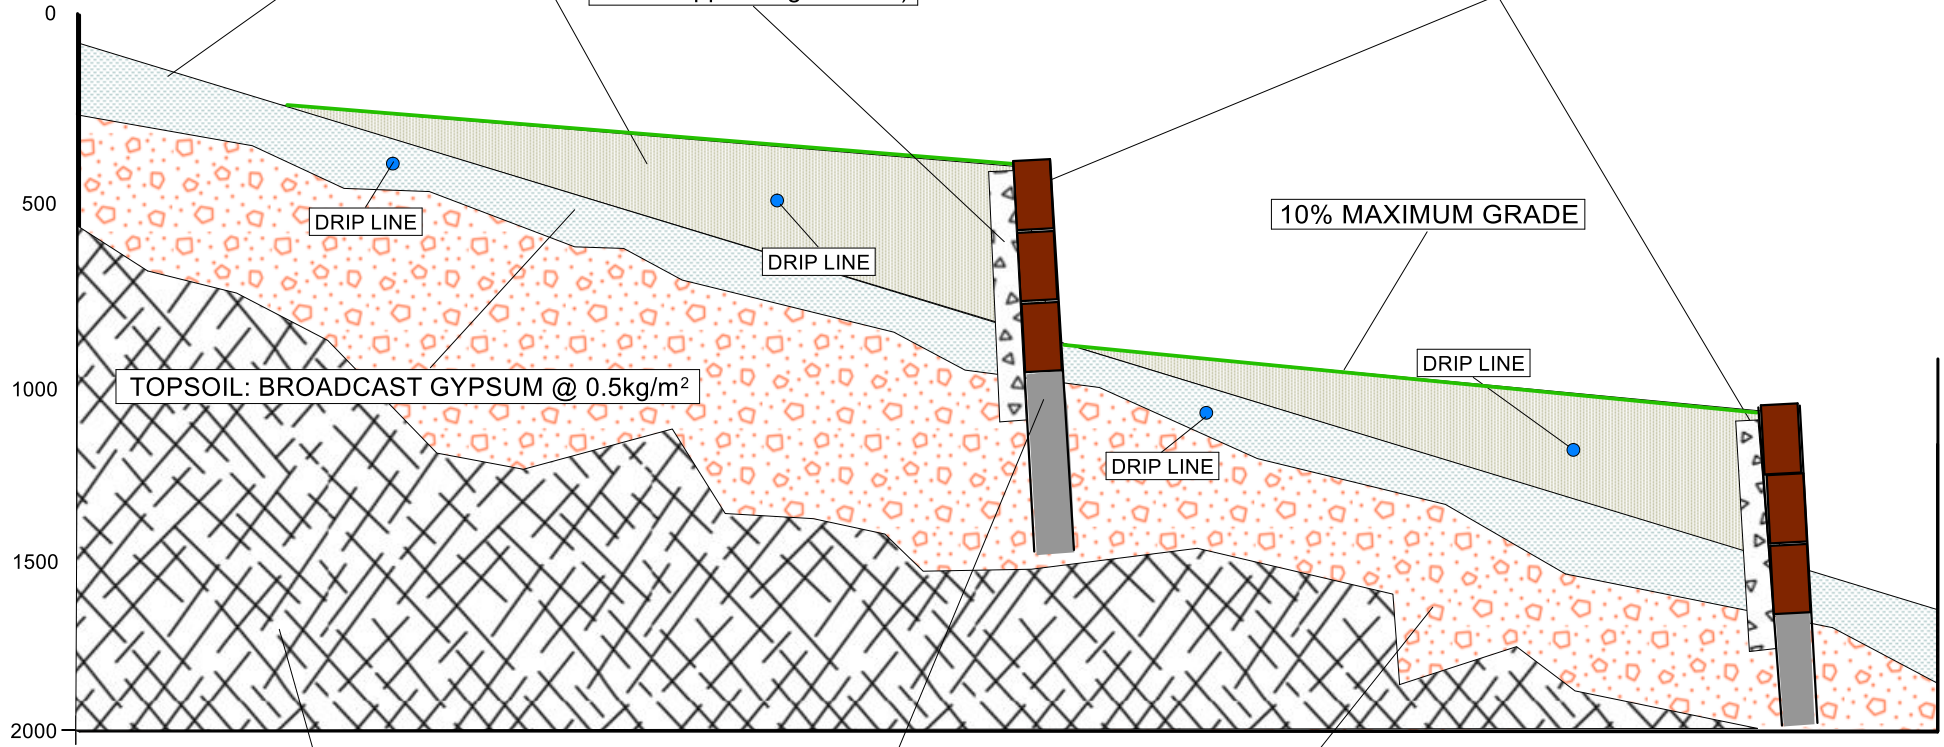 0
500
DRIP LINE
10% MAXIMUM GRADE
DRIP LINE
DRIP LINE
1000
TOPSOIL: BROADCAST GYPSUM @ 0.5kg/m²
DRIP LINE
1500
2000